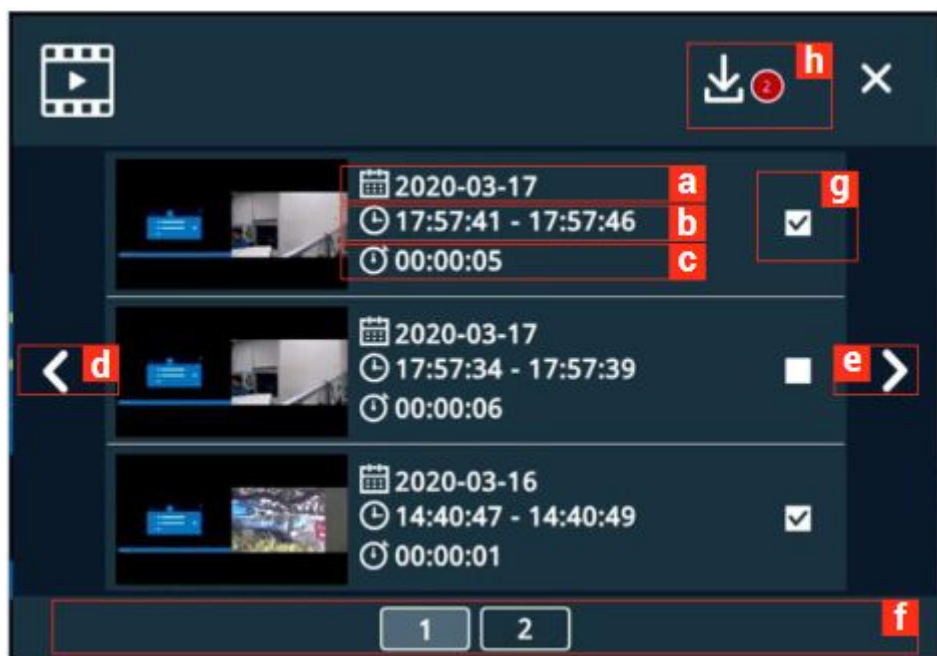 h
2
2020-03-17 a
17:57:41 - 17:57:46 b
00:00:05 c
g
2020-03-17
17:57:34 - 17:57:39
00:00:06
d
e
2020-03-16
14:40:47 - 14:40:49
00:00:01
1 2 f